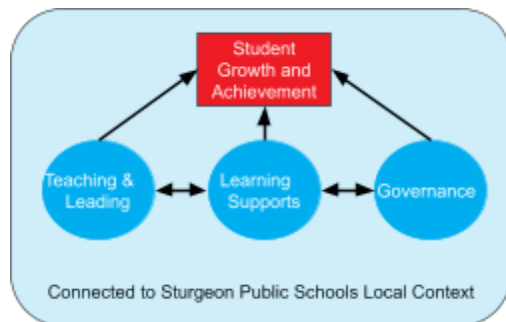 Student
Growth and
Achievement
Teaching &
Leading
Learning
Supports
Governance
Connected to Sturgeon Public Schools Local Context